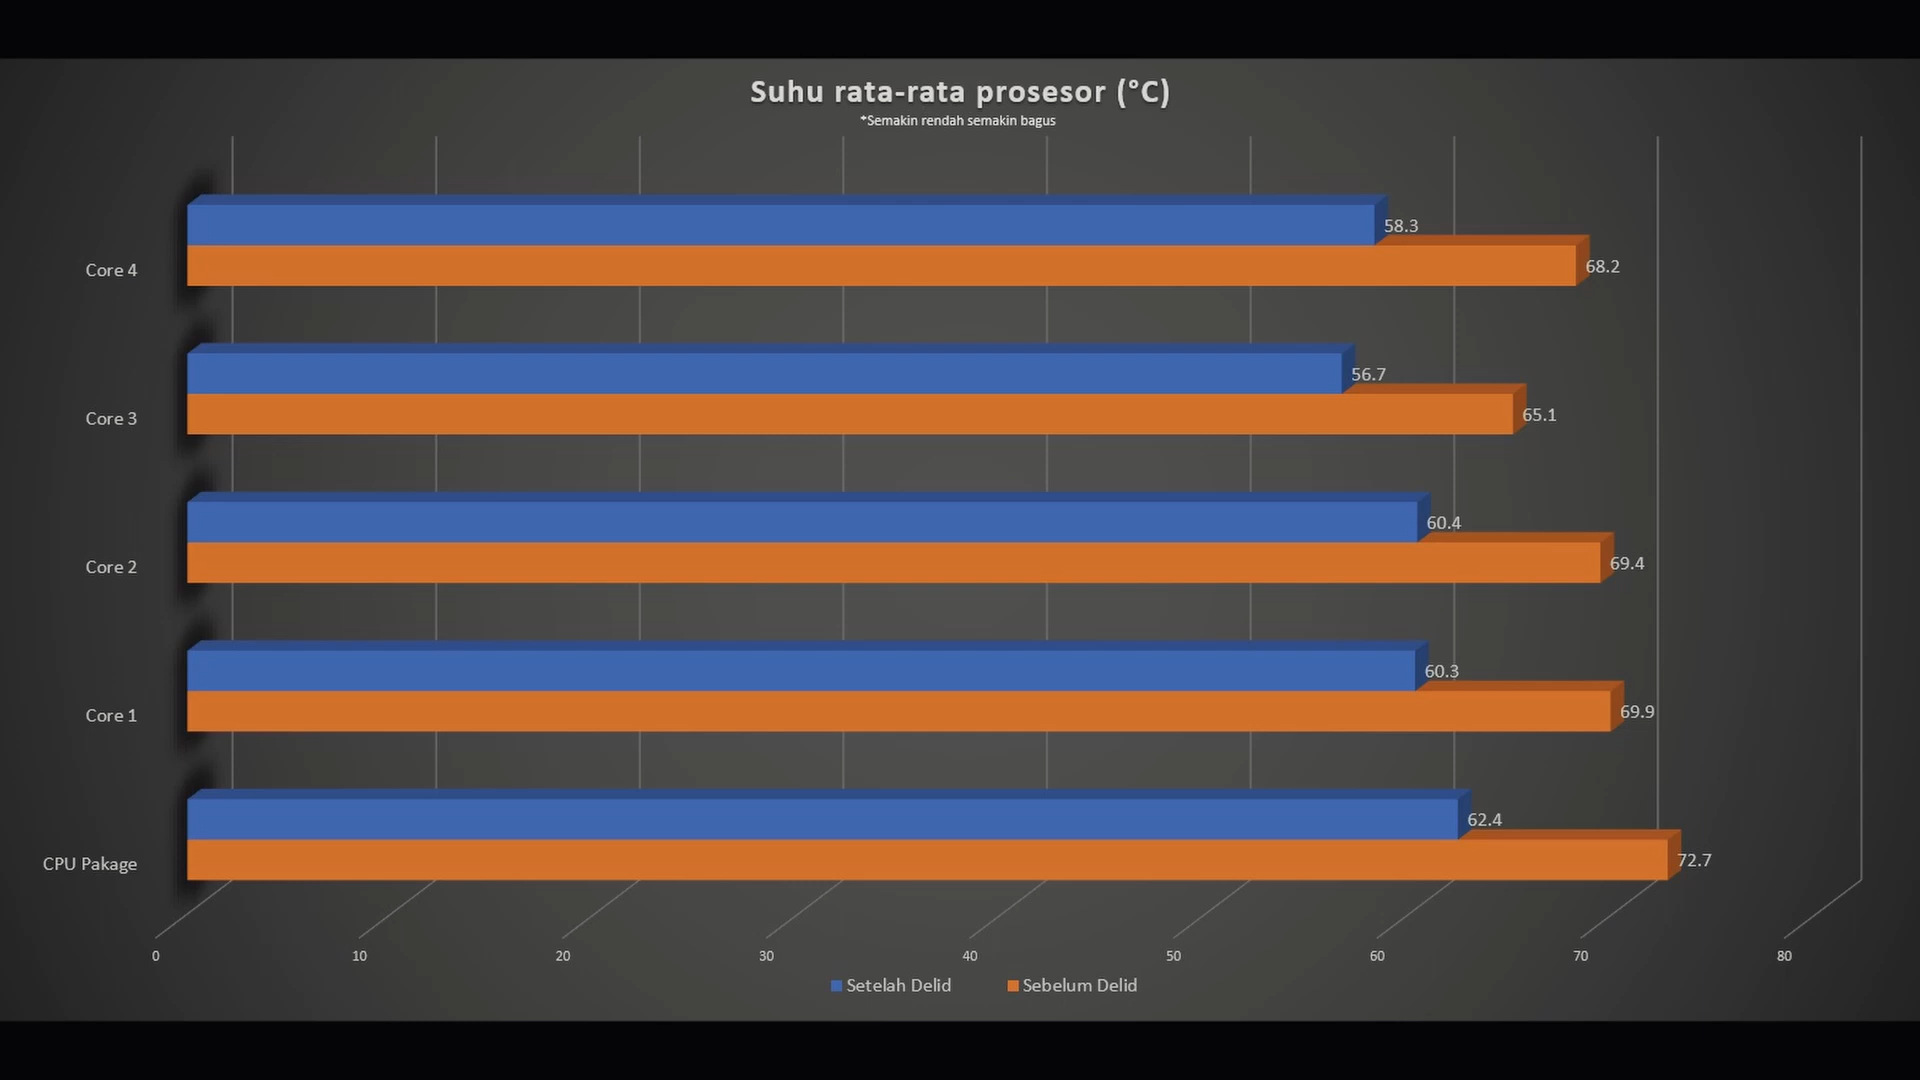 Suhu rata-rata prosesor (°C)
*Semakin rendah semakin bagus
Core 4
58.3
68.2
Core 3
56.7
65.1
Core 2
60.4
69.4
Core 1
60.3
69.9
CPU Pakage
62.4
72.7
0 10 20 30 40 50 60 70 80
Setelah Delid Sebelum Delid